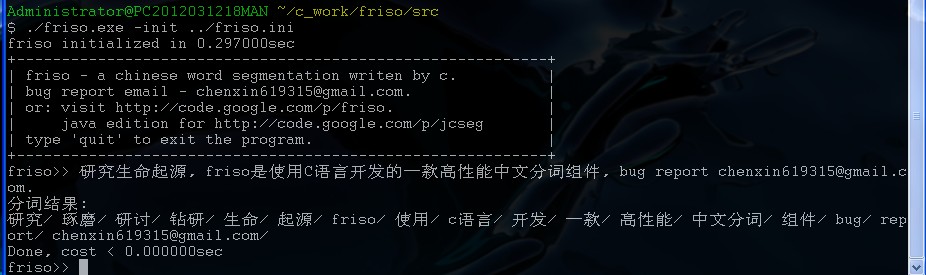 Administrator@PC2012031218MAN ~/c_work/friso/src
$ ./friso.exe -init ../friso.ini
friso initialized in 0.297000sec
+-----------------------------------------------------------+
| friso - a chinese word segmentation writen by c.          |
| bug report email - chenxin619315@gmail.com.               |
| or: visit http://code.google.com/p/friso.                 |
|     java edition for http://code.google.com/p/jcseg       |
| type 'quit' to exit the program.                          |
+-----------------------------------------------------------+
friso>> 研究生命起源, friso是使用C语言开发的一款高性能中文分词组件, bug report chenxin619315@gmail.c
om.
分词结果:
研究/ 琢磨/ 研讨/ 钻研/ 生命/ 起源/ friso/ 使用/ c语言/ 开发/ 一款/ 高性能/ 中文分词/ 组件/ bug/ rep
ort/ chenxin619315@gmail.com/
Done, cost < 0.000000sec
friso>>